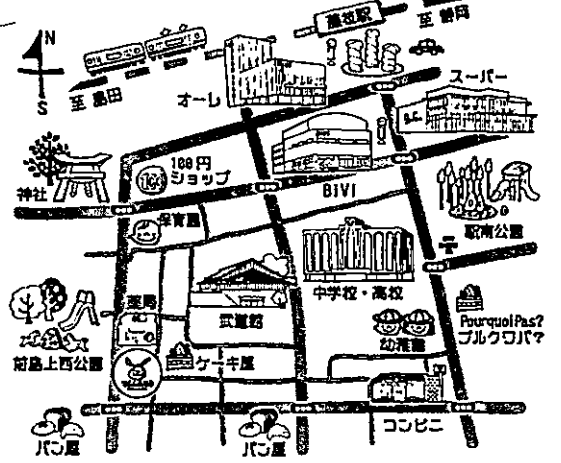 藤枝駅
至 静岡
N
S
至 島田
オーレ
スーパー
神社
100円
ショップ
BiVi
保育園
駅南公園
中学校・高校
武道館
薬局
PourquoiPas?
プルクワパ?
幼稚園
前島上西公園
ケーキ屋
コンビニ
パン屋
パン屋